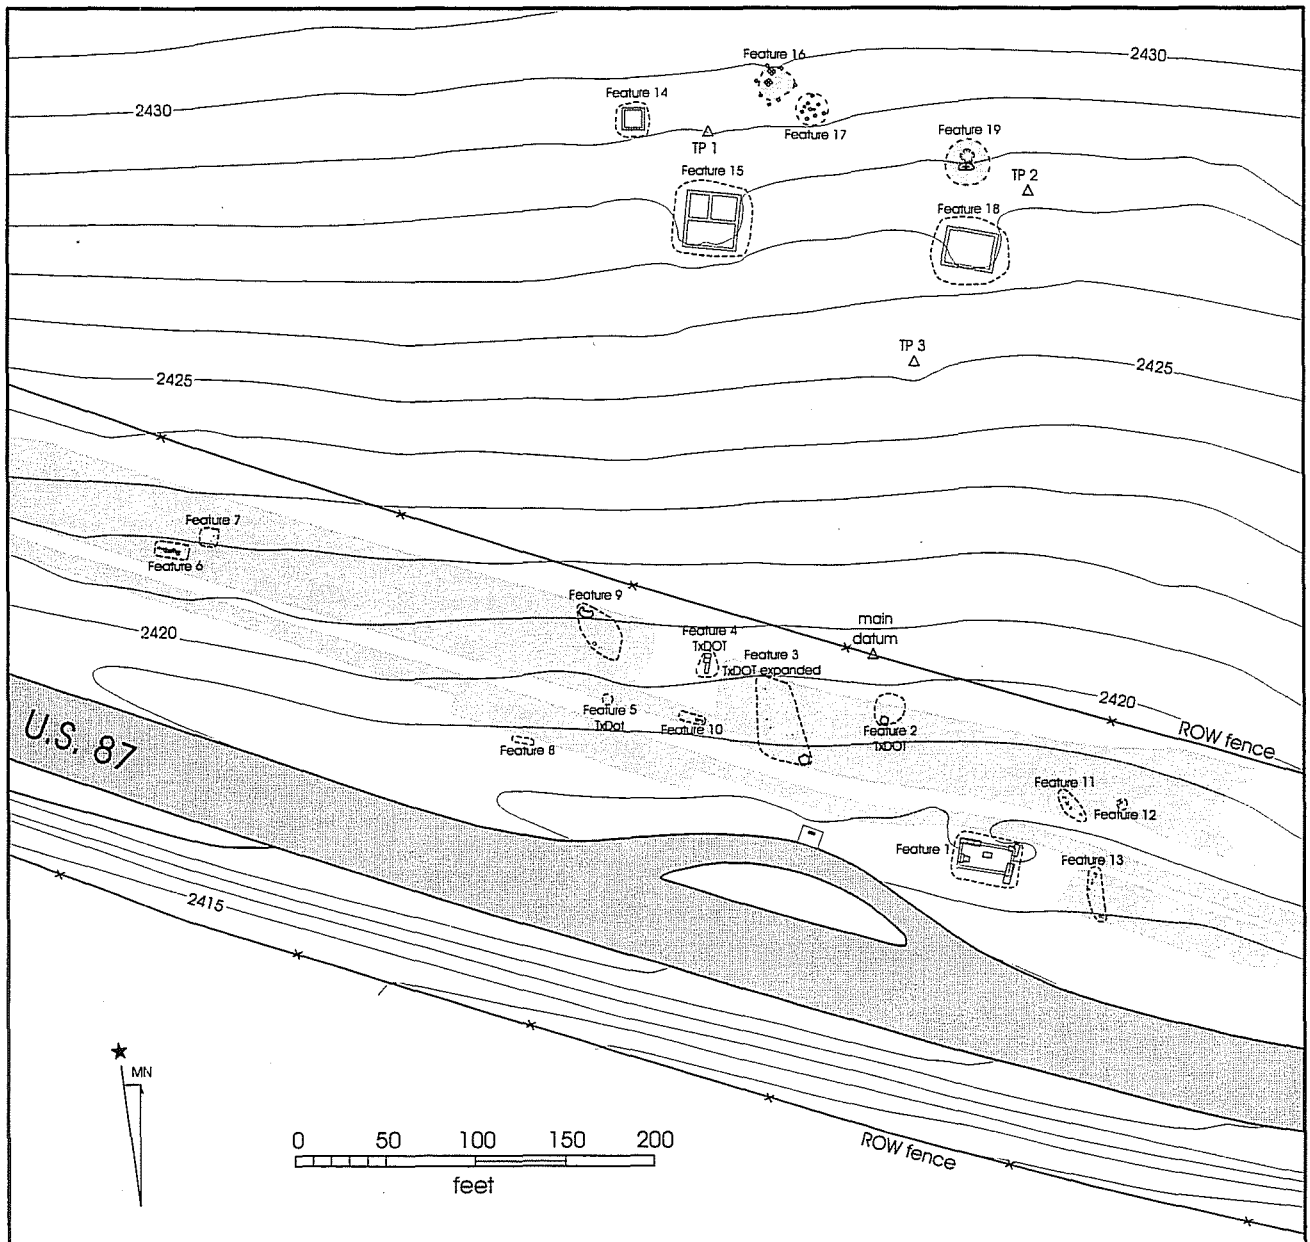 2430
Feature 16
Feature 14
2430
Feature 17
TP 1
Feature 19
Feature 15
TP 2
Feature 18
TP 3
2425
2425
Feature 7
Feature 6
Feature 9
main
datum
2420
Feature 4
TxDOT
Feature 3
TxDOT expanded
2420
Feature 5
TxDot
Feature 10
Feature 2
TxDOT
U.S. 87
Feature 8
ROW fence
Feature 11
Feature 12
Feature 1
Feature 13
2415
MN
0 50 100 150 200
feet
ROW fence